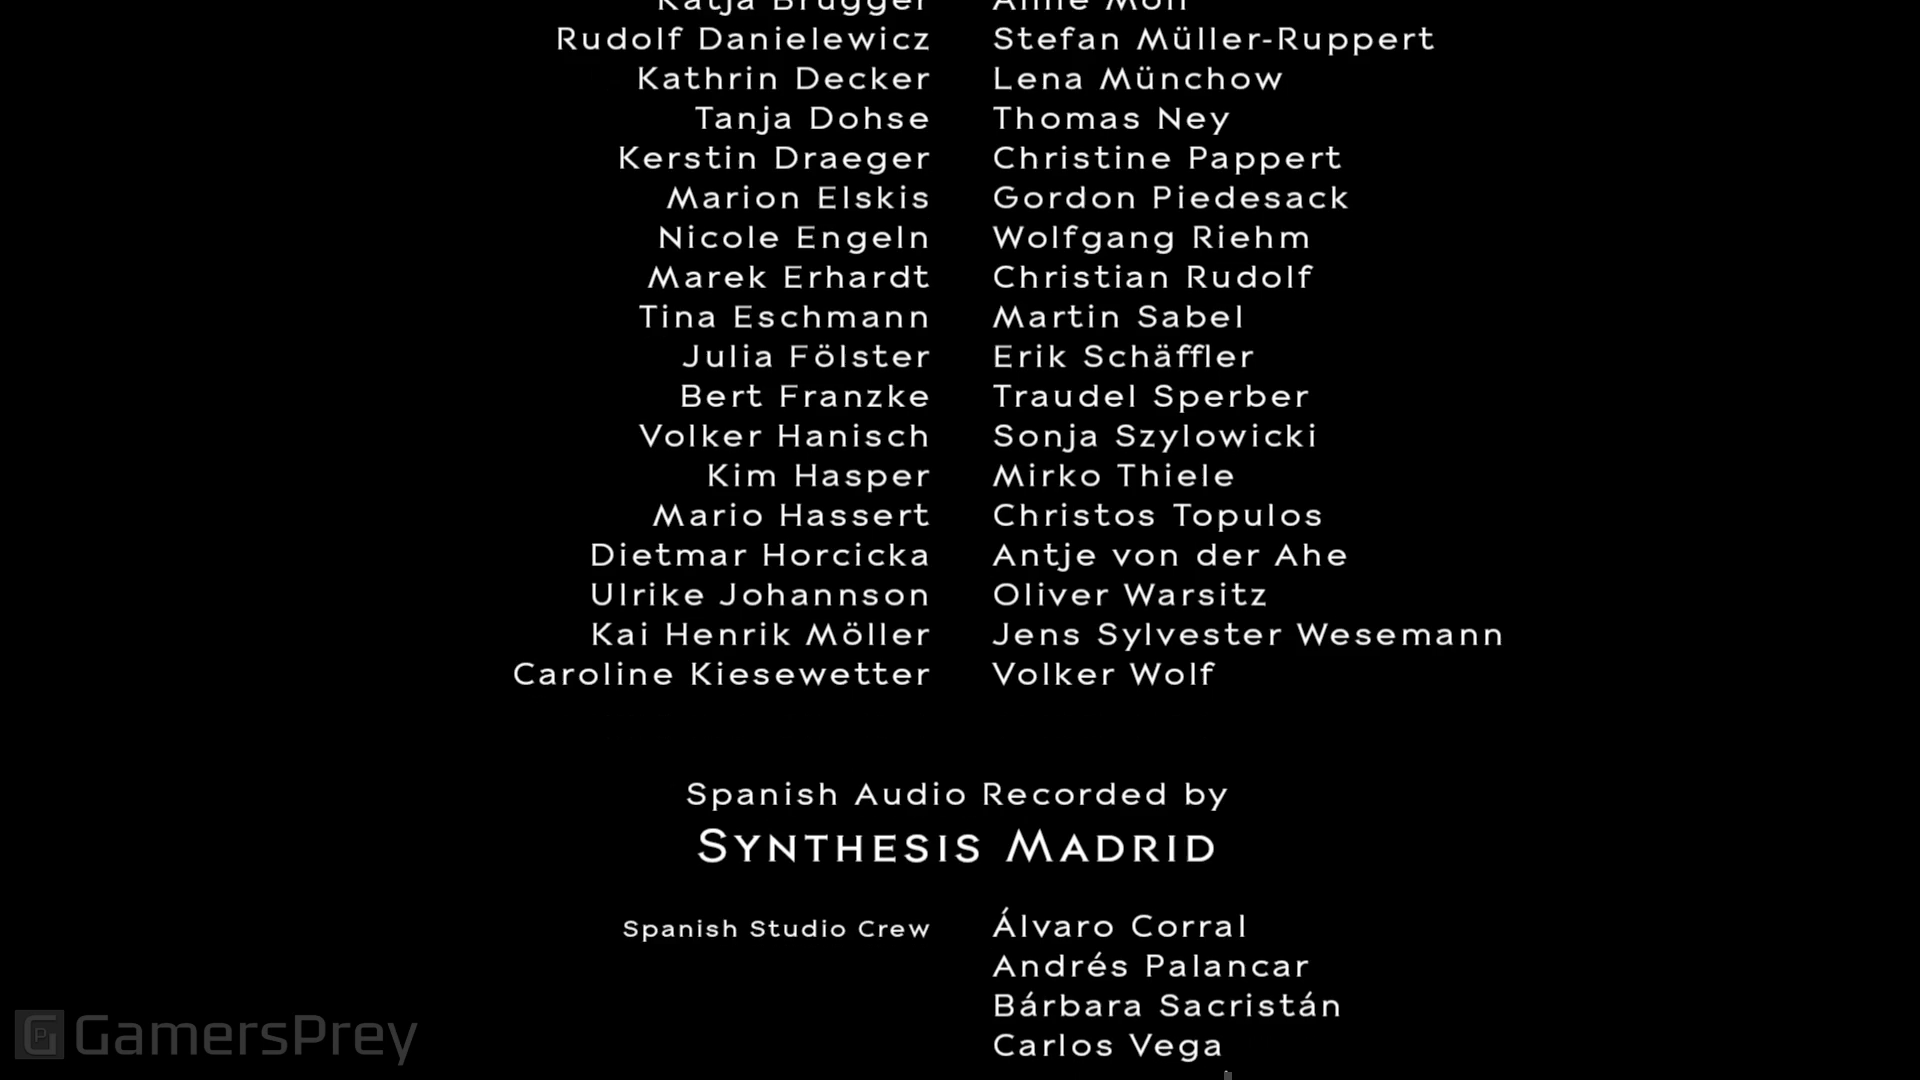 Katja Brügger Anne Moll
Rudolf Danielewicz Stefan Müller-Ruppert
Kathrin Decker Lena Münchow
Tanja Dohse Thomas Ney
Kerstin Draeger Christine Pappert
Marion Elskis Gordon Piedesack
Nicole Engeln Wolfgang Riehm
Marek Erhardt Christian Rudolf
Tina Eschmann Martin Sabel
Julia Fölster Erik Schäffler
Bert Franzke Traudel Sperber
Volker Hanisch Sonja Szylowicki
Kim Hasper Mirko Thiele
Mario Hassert Christos Topulos
Dietmar Horcicka Antje von der Ahe
Ulrike Johannson Oliver Warsitz
Kai Henrik Möller Jens Sylvester Wesemann
Caroline Kiesewetter Volker Wolf
Spanish Audio Recorded by
SYNTHESIS MADRID
Spanish Studio Crew Álvaro Corral
Andrés Palancar
Bárbara Sacristán
Carlos Vega
GamersPrey